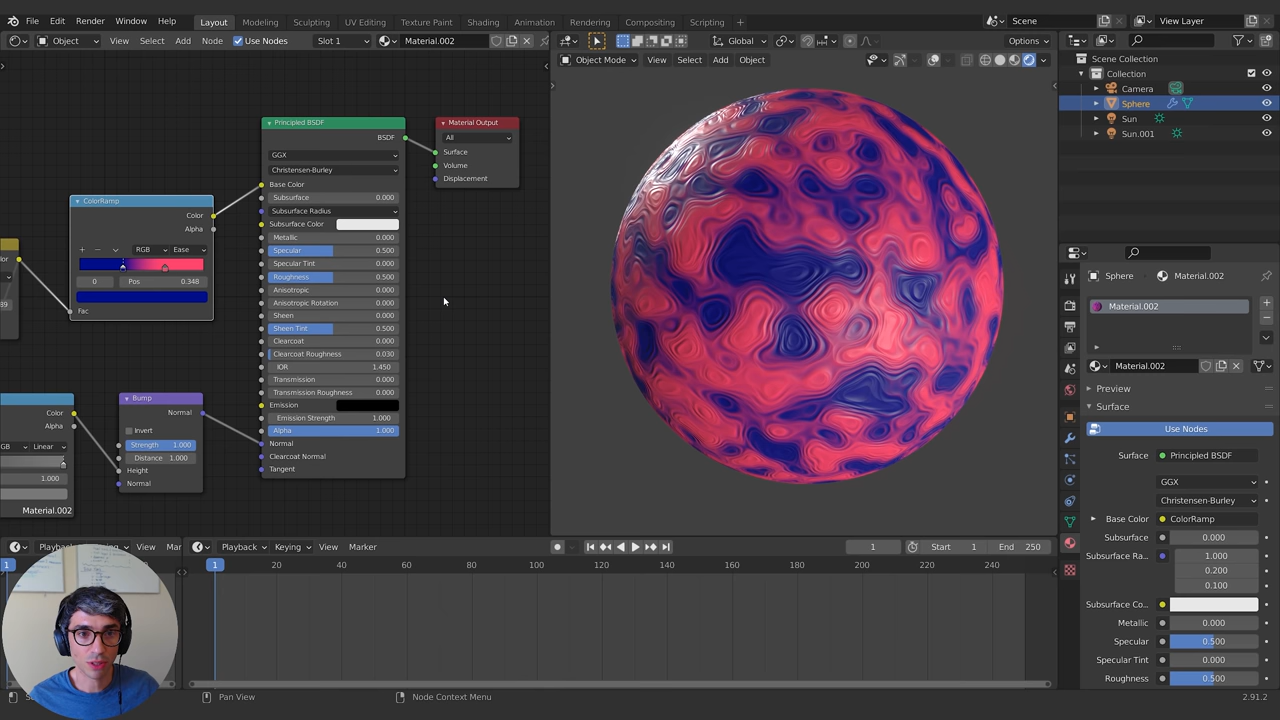 File Edit Render Window Help Layout Modeling Sculpting UV Editing Texture Paint Shading Animation Rendering Compositing Scripting + Scene View Layer
Object View Select Add Node Use Nodes Slot 1 Material.002 Global Options
Object Mode View Select Add Object
Scene Collection
Collection
Camera
Sphere
Sun
Sun.001
Principled BSDF
BSDF
GGX
Christensen-Burley
Base Color
Subsurface 0.000
Subsurface Radius
Subsurface Color
Metallic 0.000
Specular 0.500
Specular Tint 0.000
Roughness 0.500
Anisotropic 0.000
Anisotropic Rotation 0.000
Sheen 0.000
Sheen Tint 0.500
Clearcoat 0.000
Clearcoat Roughness 0.030
IOR 1.450
Transmission 0.000
Transmission Roughness 0.000
Emission
Emission Strength 1.000
Alpha 1.000
Normal
Clearcoat Normal
Tangent
Material Output
All
Surface
Volume
Displacement
ColorRamp
Color
Alpha
RGB Ease
0 Pos 0.348
Fac
lor
89
Color
Alpha
GB Linear
1.000
Material.002
Bump
Normal
Invert
Strength 1.000
Distance 1.000
Height
Normal
Sphere Material.002
Material.002
Material.002
Preview
Surface
Use Nodes
Surface Principled BSDF
GGX
Christensen-Burley
Base Color ColorRamp
Subsurface 0.000
Subsurface Ra... 1.000
0.200
0.100
Subsurface Co...
Metallic 0.000
Specular 0.500
Specular Tint 0.000
Roughness 0.500
Playback Keying View Mar
Playback Keying View Marker 1 Start 1 End 250
1 1 20 40 60 80 100 120 140 160 180 200 220 240
Pan View Node Context Menu 2.91.2